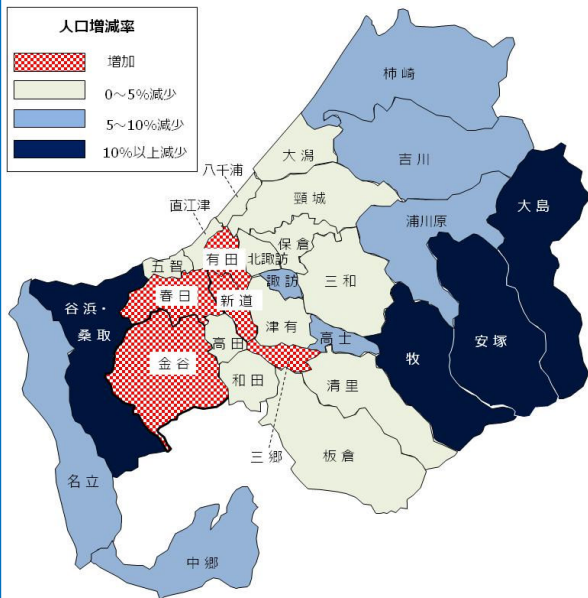 人口増減率
増加
0～5%減少
5～10%減少
10%以上減少
柿崎
大潟
吉川
八千浦
頸城
大島
直江津
浦川原
保倉
有田
北諏訪
五智
諏訪
三和
春日
新道
谷浜・
桑取
津有
高士
安塚
高田
金谷
牧
和田
清里
三郷
板倉
名立
中郷